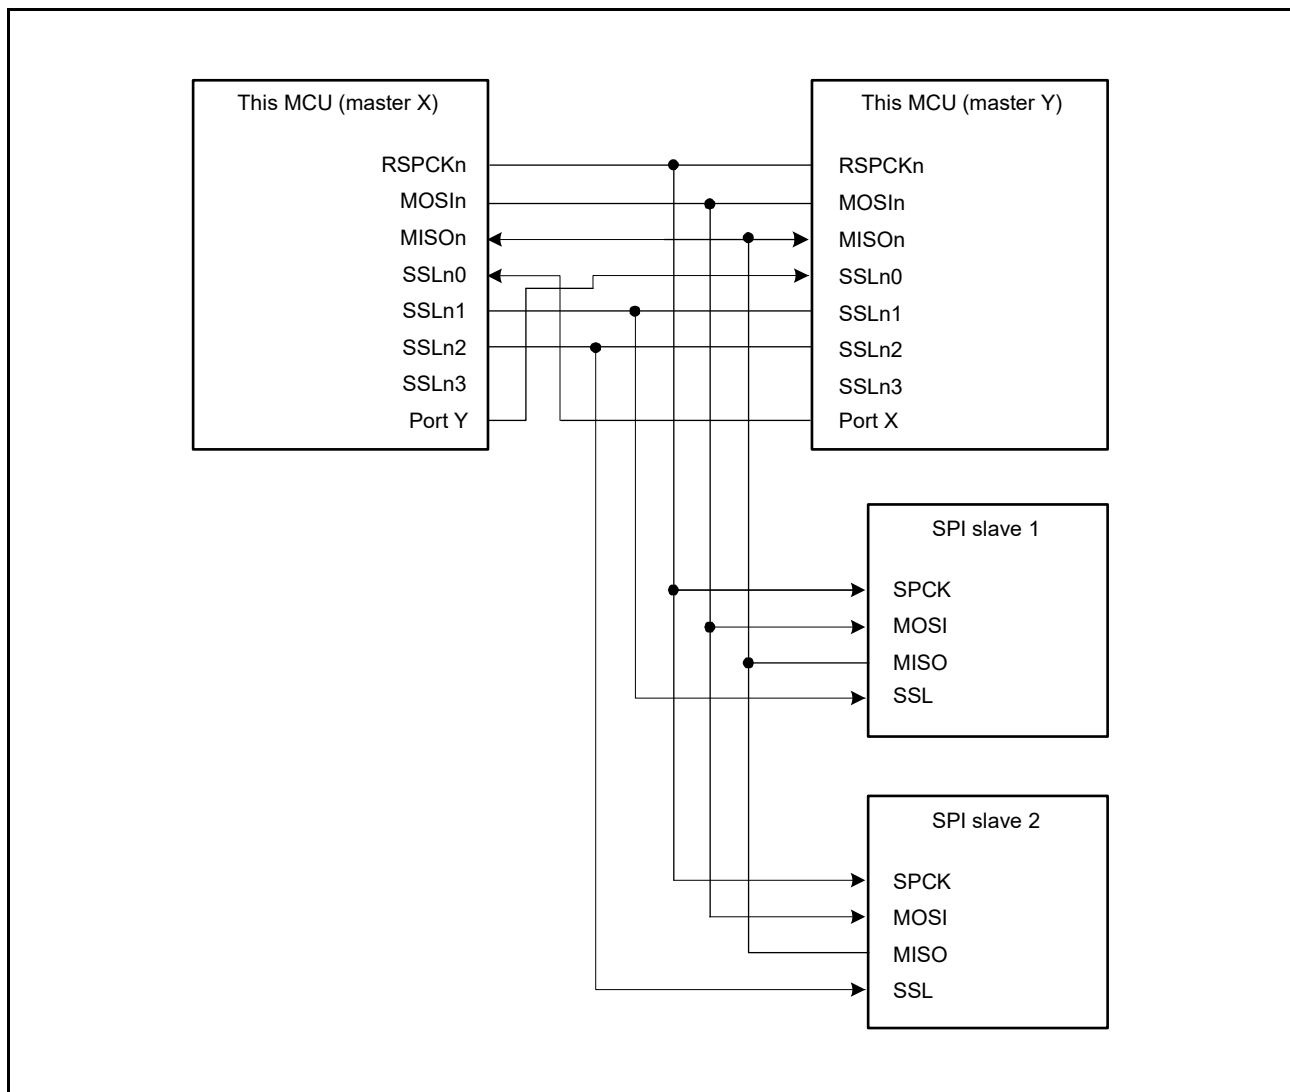 This MCU (master X)
RSPCKn
MOSIn
MISOn
SSLn0
SSLn1
SSLn2
SSLn3
Port Y
This MCU (master Y)
RSPCKn
MOSIn
MISOn
SSLn0
SSLn1
SSLn2
SSLn3
Port X
SPI slave 1
SPCK
MOSI
MISO
SSL
SPI slave 2
SPCK
MOSI
MISO
SSL